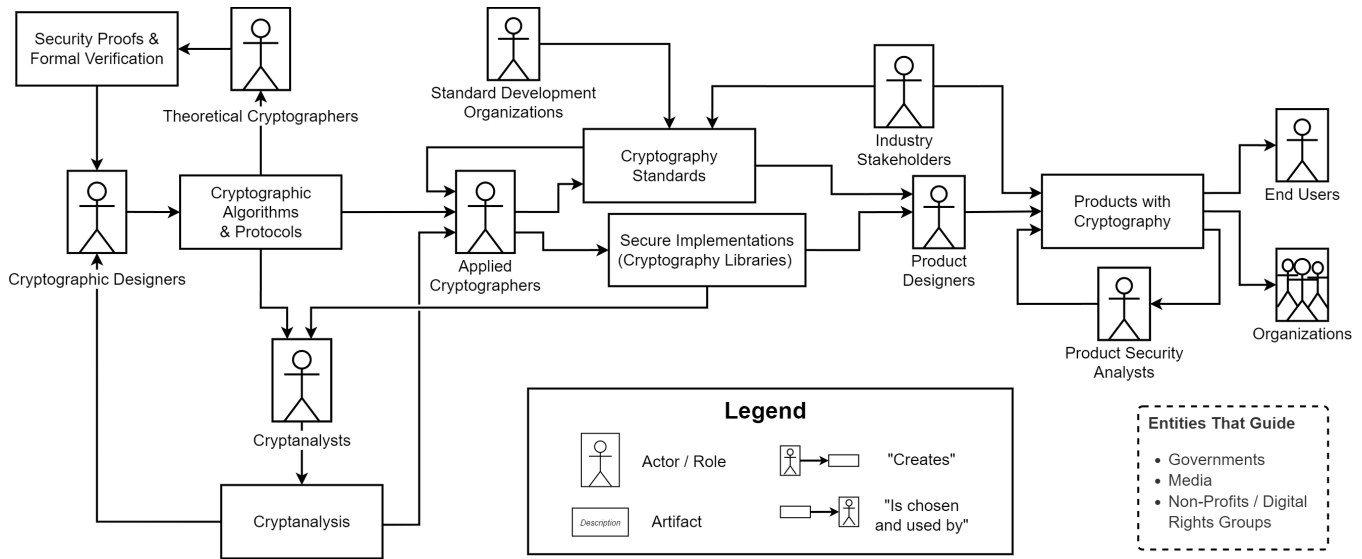 Security Proofs &
Formal Verification
Theoretical Cryptographers
Standard Development
Organizations
Industry
Stakeholders
Cryptography
Standards
End Users
Cryptographic
Algorithms
& Protocols
Cryptographic Designers
Applied
Cryptographers
Secure Implementations
(Cryptography Libraries)
Product
Designers
Products with
Cryptography
Organizations
Product Security
Analysts
Cryptanalysts
Cryptanalysis
Legend
Actor / Role
"Creates"
Description
Artifact
"Is chosen
and used by"
Entities That Guide
• Governments
• Media
• Non-Profits / Digital
Rights Groups